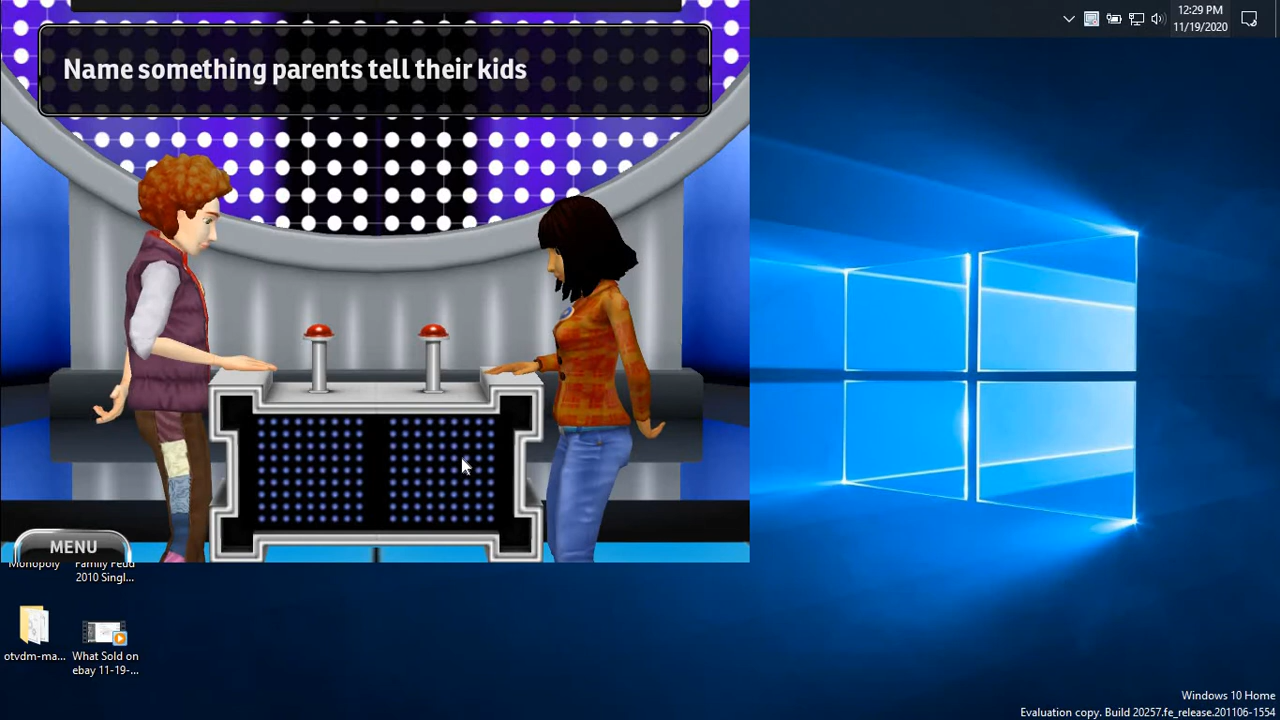 Name something parents tell their kids
12:29 PM
11/19/2020
MENU
Monopoly
Family Feud
2010 Singl...
otvdm-ma...
What Sold on
ebay 11-19-...
Windows 10 Home
Evaluation copy. Build 20257.fe_release.201106-1554